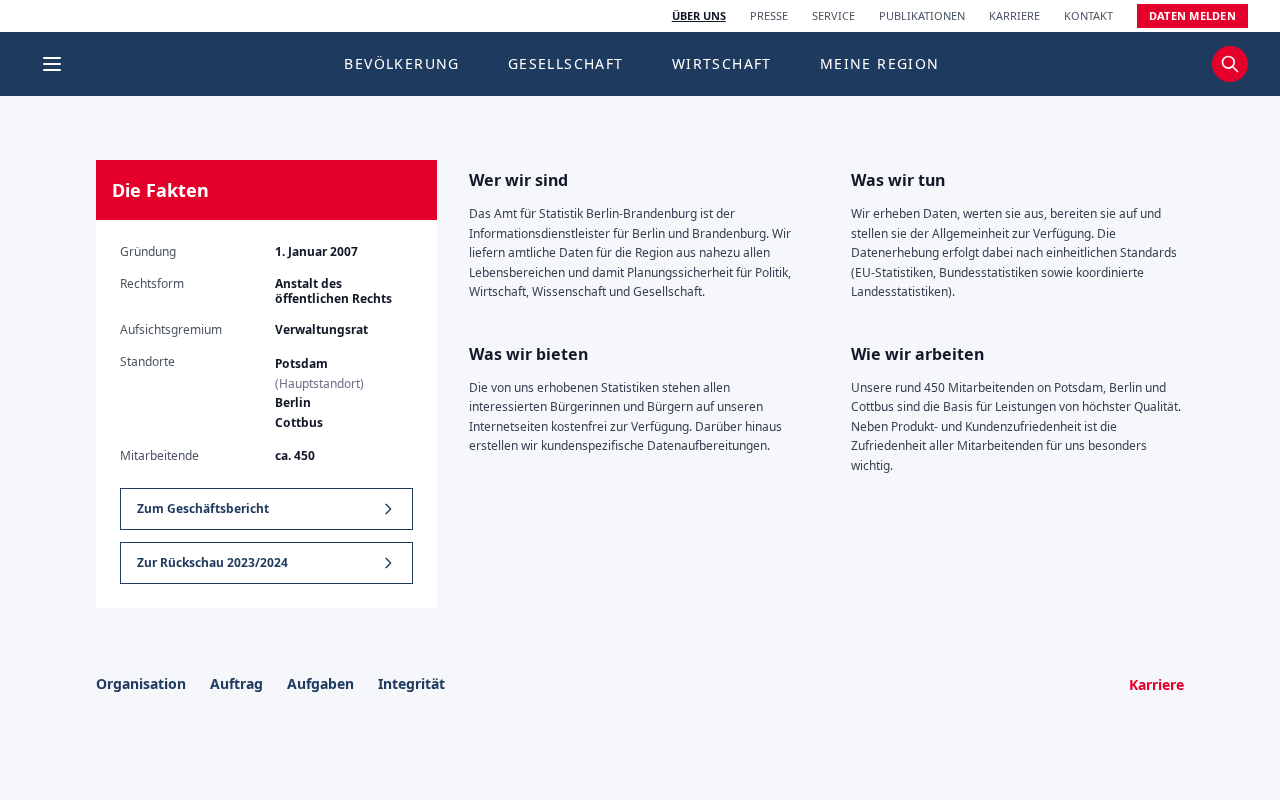 ÜBER UNS PRESSE SERVICE PUBLIKATIONEN KARRIERE KONTAKT DATEN MELDEN
BEVÖLKERUNG GESELLSCHAFT WIRTSCHAFT MEINE REGION
Die Fakten
Gründung 1. Januar 2007
Rechtsform Anstalt des
öffentlichen Rechts
Aufsichtsgremium Verwaltungsrat
Standorte Potsdam
(Hauptstandort)
Berlin
Cottbus
Mitarbeitende ca. 450
Zum Geschäftsbericht
Zur Rückschau 2023/2024
Wer wir sind
Das Amt für Statistik Berlin-Brandenburg ist der
Informationsdienstleister für Berlin und Brandenburg. Wir
liefern amtliche Daten für die Region aus nahezu allen
Lebensbereichen und damit Planungssicherheit für Politik,
Wirtschaft, Wissenschaft und Gesellschaft.
Was wir tun
Wir erheben Daten, werten sie aus, bereiten sie auf und
stellen sie der Allgemeinheit zur Verfügung. Die
Datenerhebung erfolgt dabei nach einheitlichen Standards
(EU-Statistiken, Bundesstatistiken sowie koordinierte
Landesstatistiken).
Was wir bieten
Die von uns erhobenen Statistiken stehen allen
interessierten Bürgerinnen und Bürgern auf unseren
Internetseiten kostenfrei zur Verfügung. Darüber hinaus
erstellen wir kundenspezifische Datenaufbereitungen.
Wie wir arbeiten
Unsere rund 450 Mitarbeitenden on Potsdam, Berlin und
Cottbus sind die Basis für Leistungen von höchster Qualität.
Neben Produkt- und Kundenzufriedenheit ist die
Zufriedenheit aller Mitarbeitenden für uns besonders
wichtig.
Organisation Auftrag Aufgaben Integrität Karriere